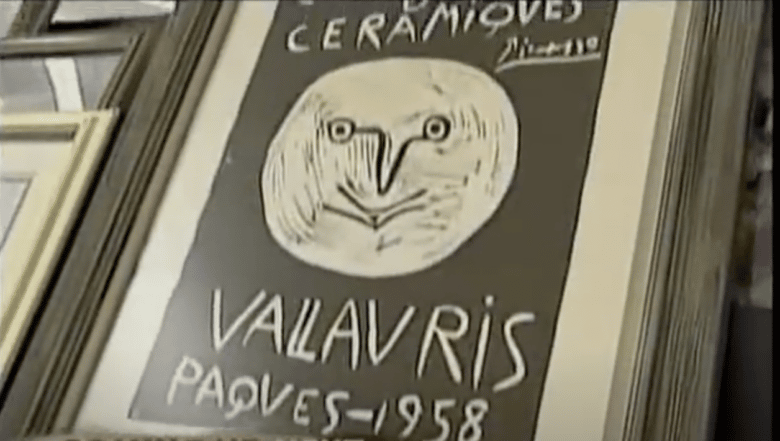 CERAMIQUES
Picasso
VALLAURIS
PAQUES-1958